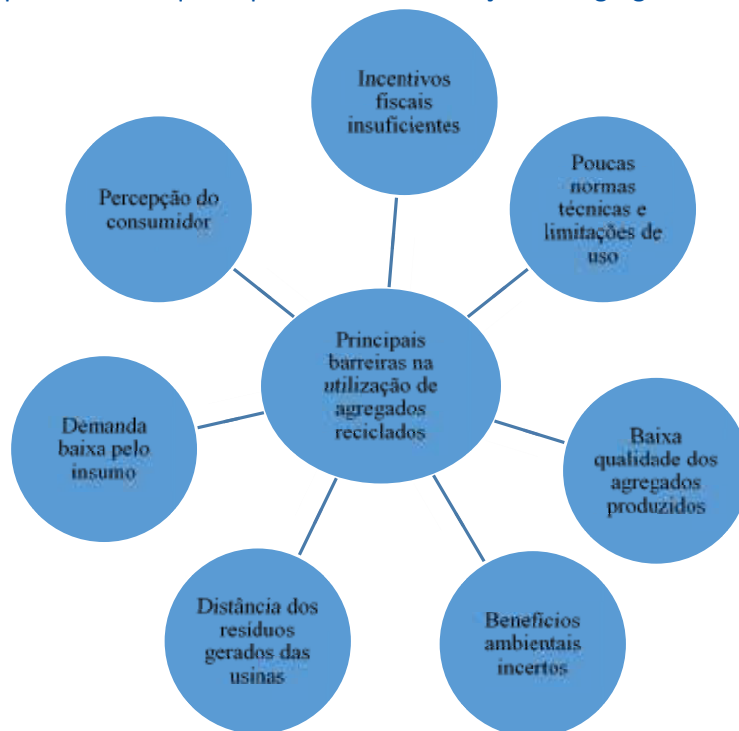 Incentivos
fiscais
insuficientes
Poucas
normas
técnicas e
limitações de
uso
Percepção do
consumidor
Principais
barreiras na
utilização de
agregados
reciclados
Demanda
baixa pelo
insumo
Baixa
qualidade dos
agregados
produzidos
Distância dos
resíduos
gerados das
usinas
Benefícios
ambientais
incertos